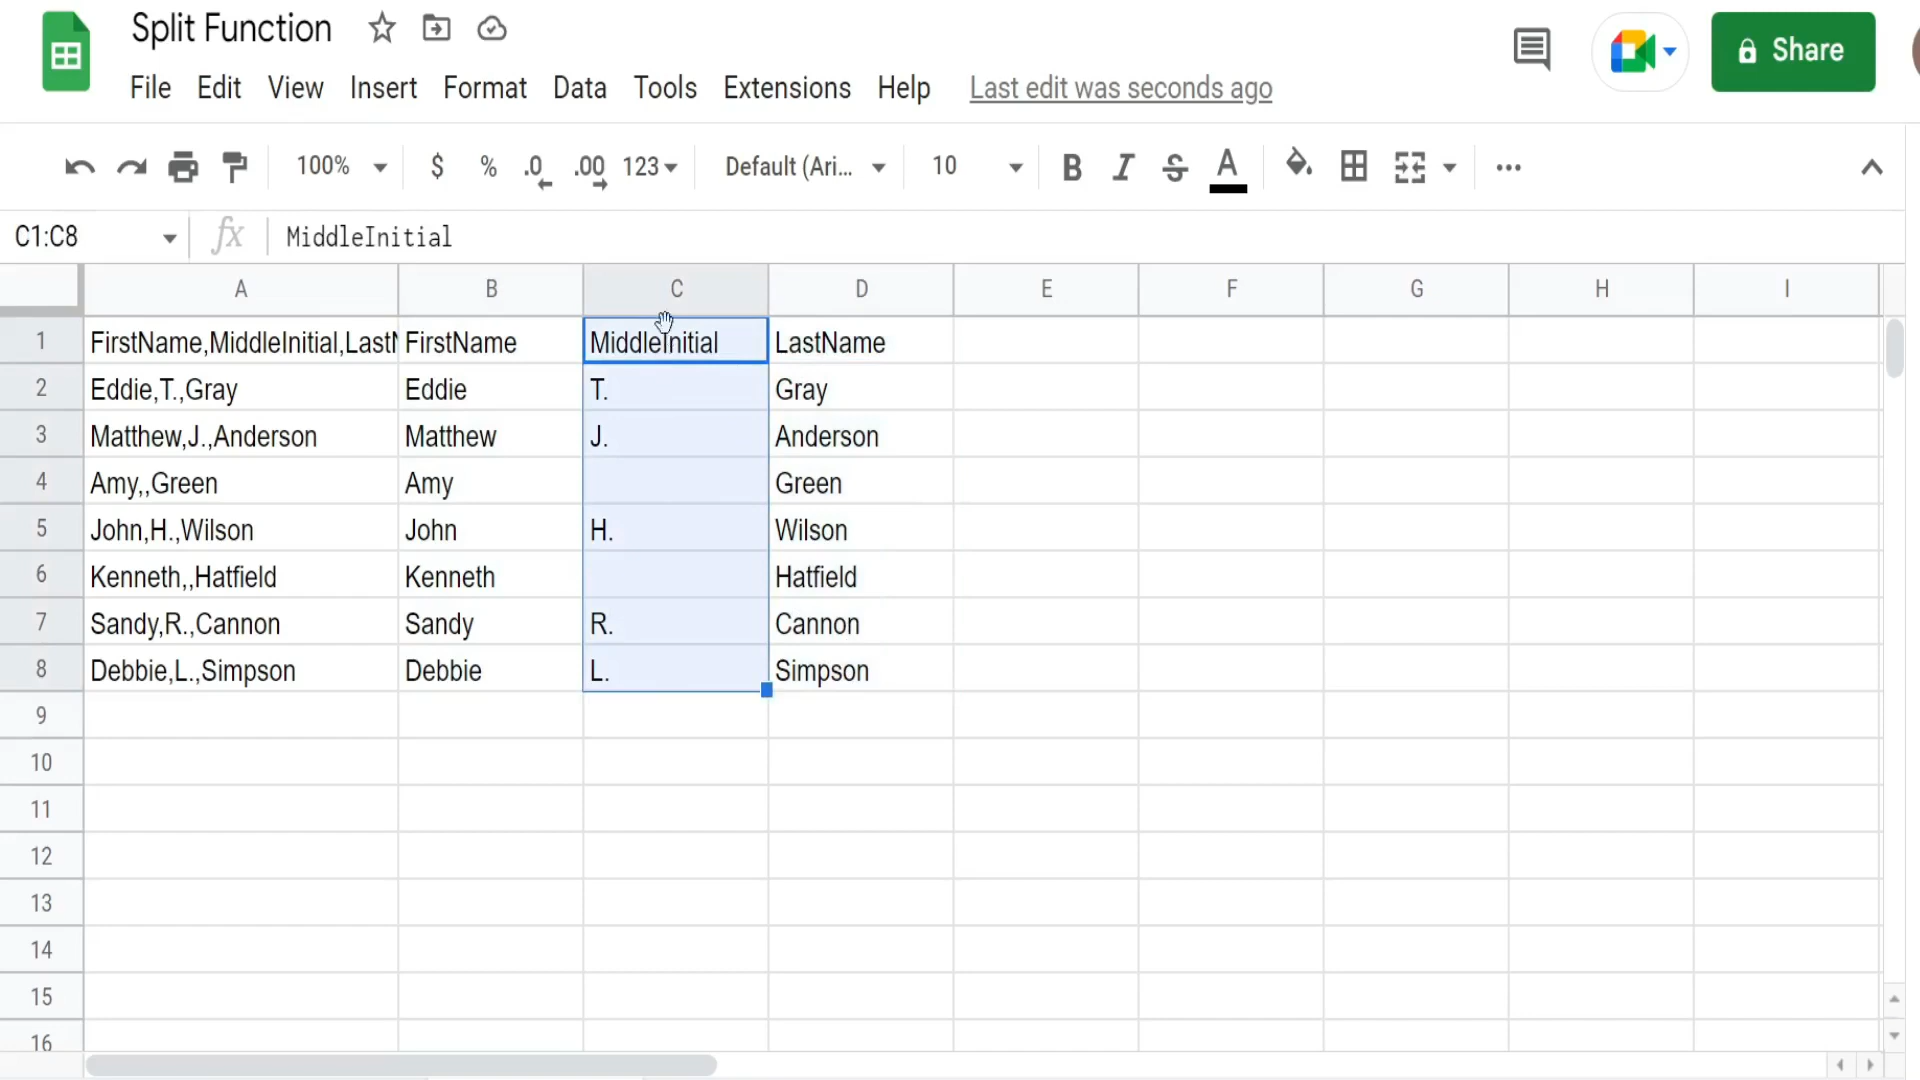 Split Function
File Edit View Insert Format Data Tools Extensions Help Last edit was seconds ago
Share
100% $ % .0 .00 123 Default (Ari... 10 B I S A
C1:C8 fx MiddleInitial
A B C D E F G H I
1 FirstName,MiddleInitial,LastN FirstName MiddleInitial LastName
2 Eddie,T.,Gray Eddie T. Gray
3 Matthew,J.,Anderson Matthew J. Anderson
4 Amy,,Green Amy Green
5 John,H.,Wilson John H. Wilson
6 Kenneth,,Hatfield Kenneth Hatfield
7 Sandy,R.,Cannon Sandy R. Cannon
8 Debbie,L.,Simpson Debbie L. Simpson
9
10
11
12
13
14
15
16